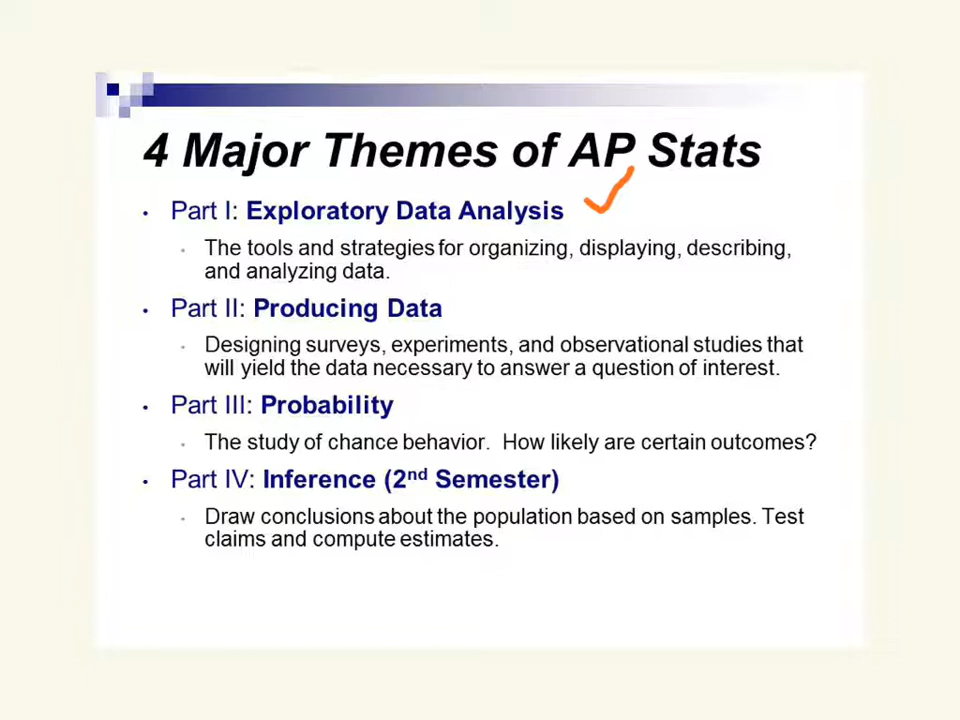 4 Major Themes of AP Stats
• Part I: Exploratory Data Analysis
• The tools and strategies for organizing, displaying, describing,
and analyzing data.
• Part II: Producing Data
• Designing surveys, experiments, and observational studies that
will yield the data necessary to answer a question of interest.
• Part III: Probability
• The study of chance behavior.  How likely are certain outcomes?
• Part IV: Inference (2nd Semester)
• Draw conclusions about the population based on samples. Test
claims and compute estimates.